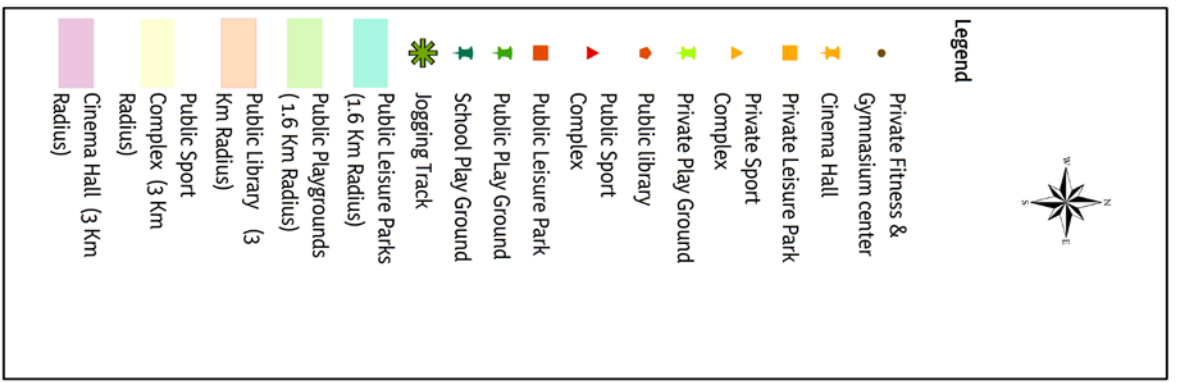 N
W
E
S
Legend
Private Fitness &
Gymnasium center
Cinema Hall
Private Leisure Park
Private Sport
Complex
Private Play Ground
Public library
Public Sport
Complex
Public Leisure Park
Public PLay Ground
School Play Ground
Jogging Track
Public Leisure Parks
(1.6 Km Radius)
Public Playgrounds
( 1.6 Km Radius)
Public Library (3
Km Radius)
Public Sport
Complex (3 Km
Radius)
Cinema Hall (3 Km
Radius)